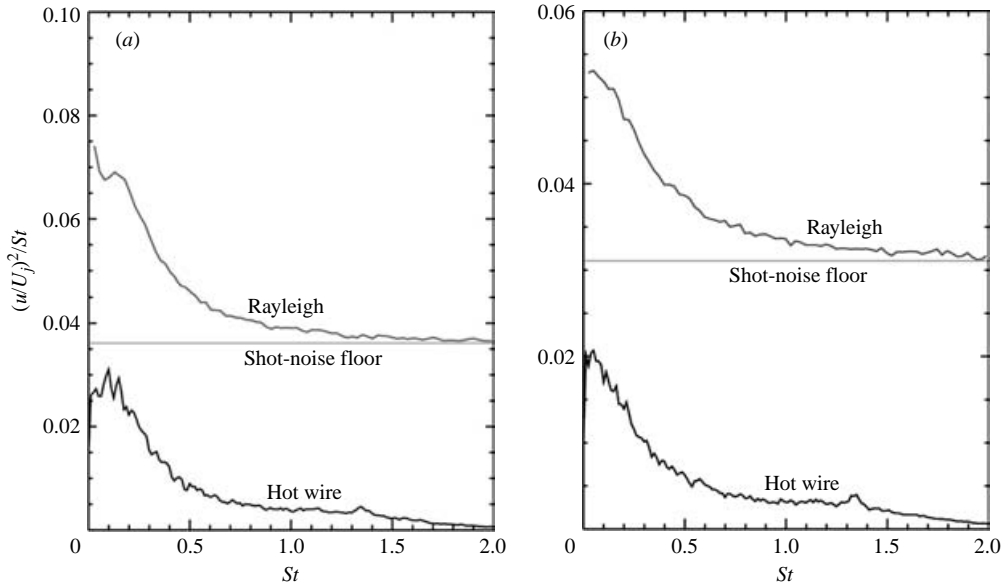 0.10
(a)
0.08
0.06
(u/U_j)^2/St
Rayleigh
0.04
Shot-noise floor
0.02
Hot wire
0 0.5 1.0 1.5 2.0
St
0.06
(b)
0.04
Rayleigh
Shot-noise floor
0.02
Hot wire
0 0.5 1.0 1.5 2.0
St